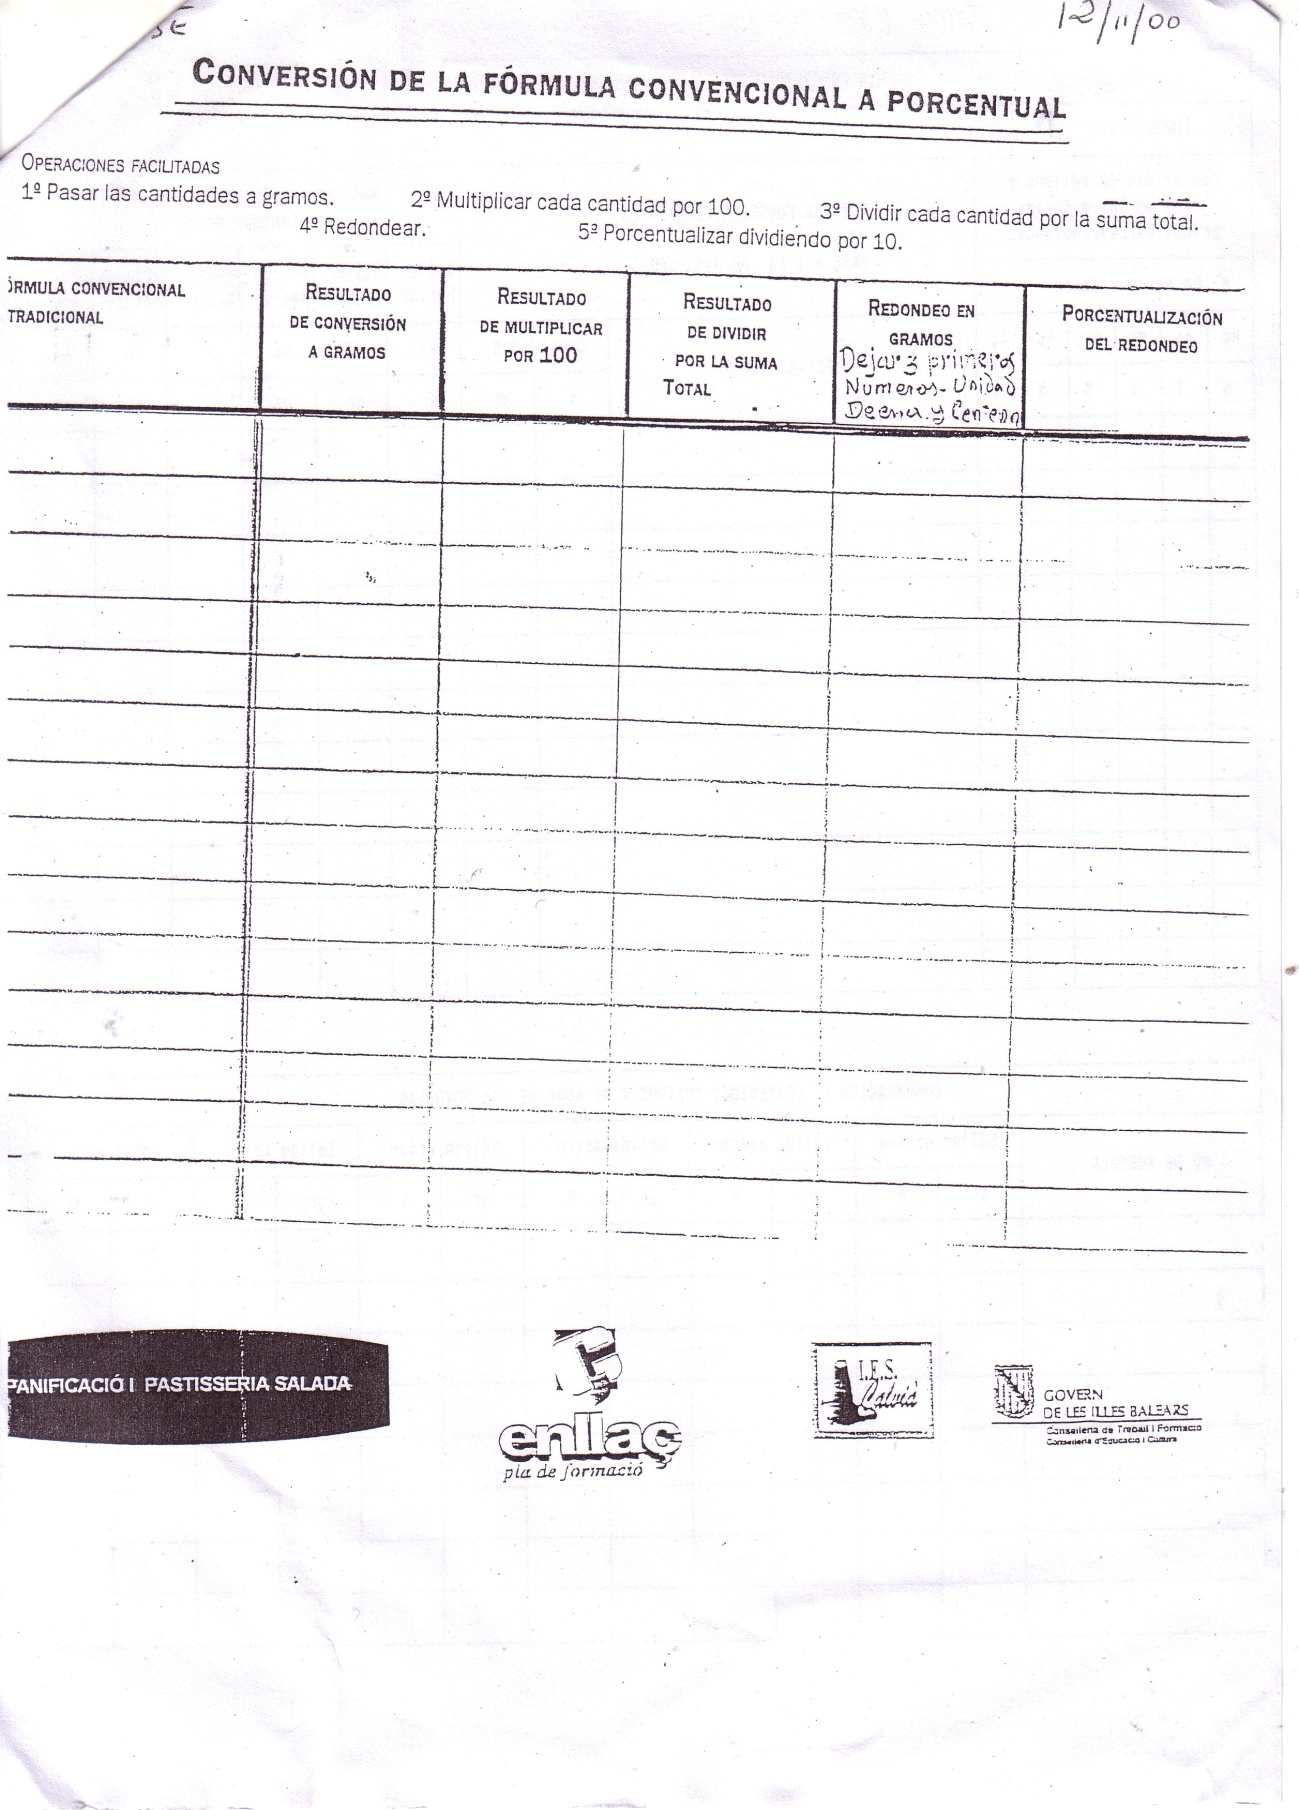 12/11/00
CONVERSIÓN DE LA FÓRMULA CONVENCIONAL A PORCENTUAL
OPERACIONES FACILITADAS
1º Pasar las cantidades a gramos. 2º Multiplicar cada cantidad por 100. 3º Dividir cada cantidad por la suma total.
4º Redondear. 5º Porcentualizar dividiendo por 10.
ÓRMULA CONVENCIONAL
TRADICIONAL
RESULTADO
DE CONVERSIÓN
A GRAMOS
RESULTADO
DE MULTIPLICAR
POR 100
RESULTADO
DE DIVIDIR
POR LA SUMA
TOTAL
REDONDEO EN
GRAMOS
Dejar 3 primeros
Números - Unidad
Decena y Centena
PORCENTUALIZACIÓN
DEL REDONDEO
PANIFICACIÓ I PASTISSERIA SALADA
enllaç
pla de formació
I.E.S.
Calvià
GOVERN
DE LES ILLES BALEARS
Conselleria de Treball i Formació
Conselleria d'Educació i Cultura